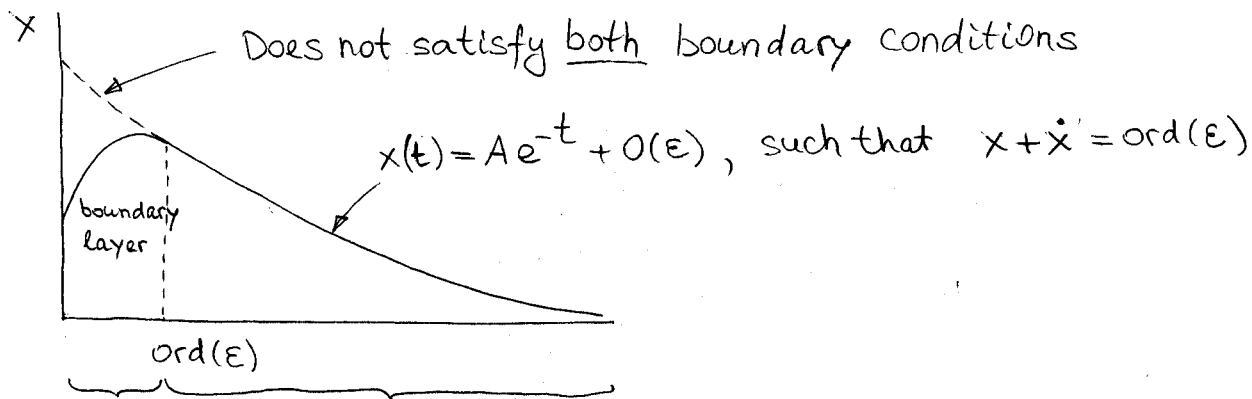 X
Does not satisfy both boundary conditions
x(t) = Ae^{-t} + O(ε), such that x + ẋ = ord(ε)
boundary
layer
ord(ε)